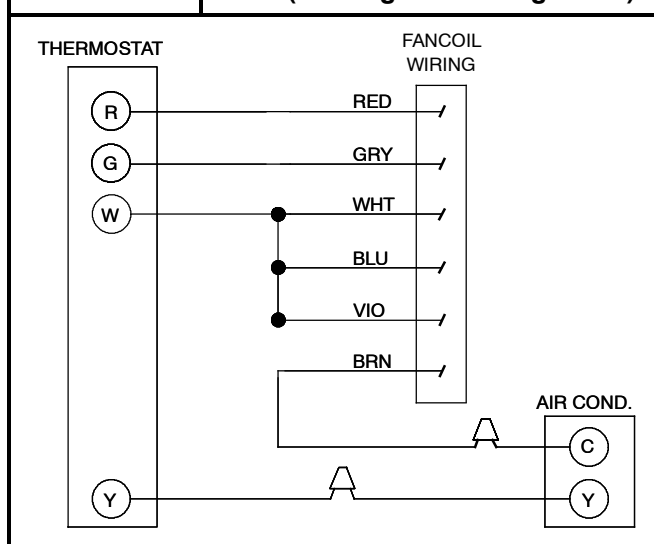 THERMOSTAT
FANCOIL
WIRING
R
RED
G
GRY
W
WHT
BLU
VIO
BRN
AIR COND.
C
Y
Y